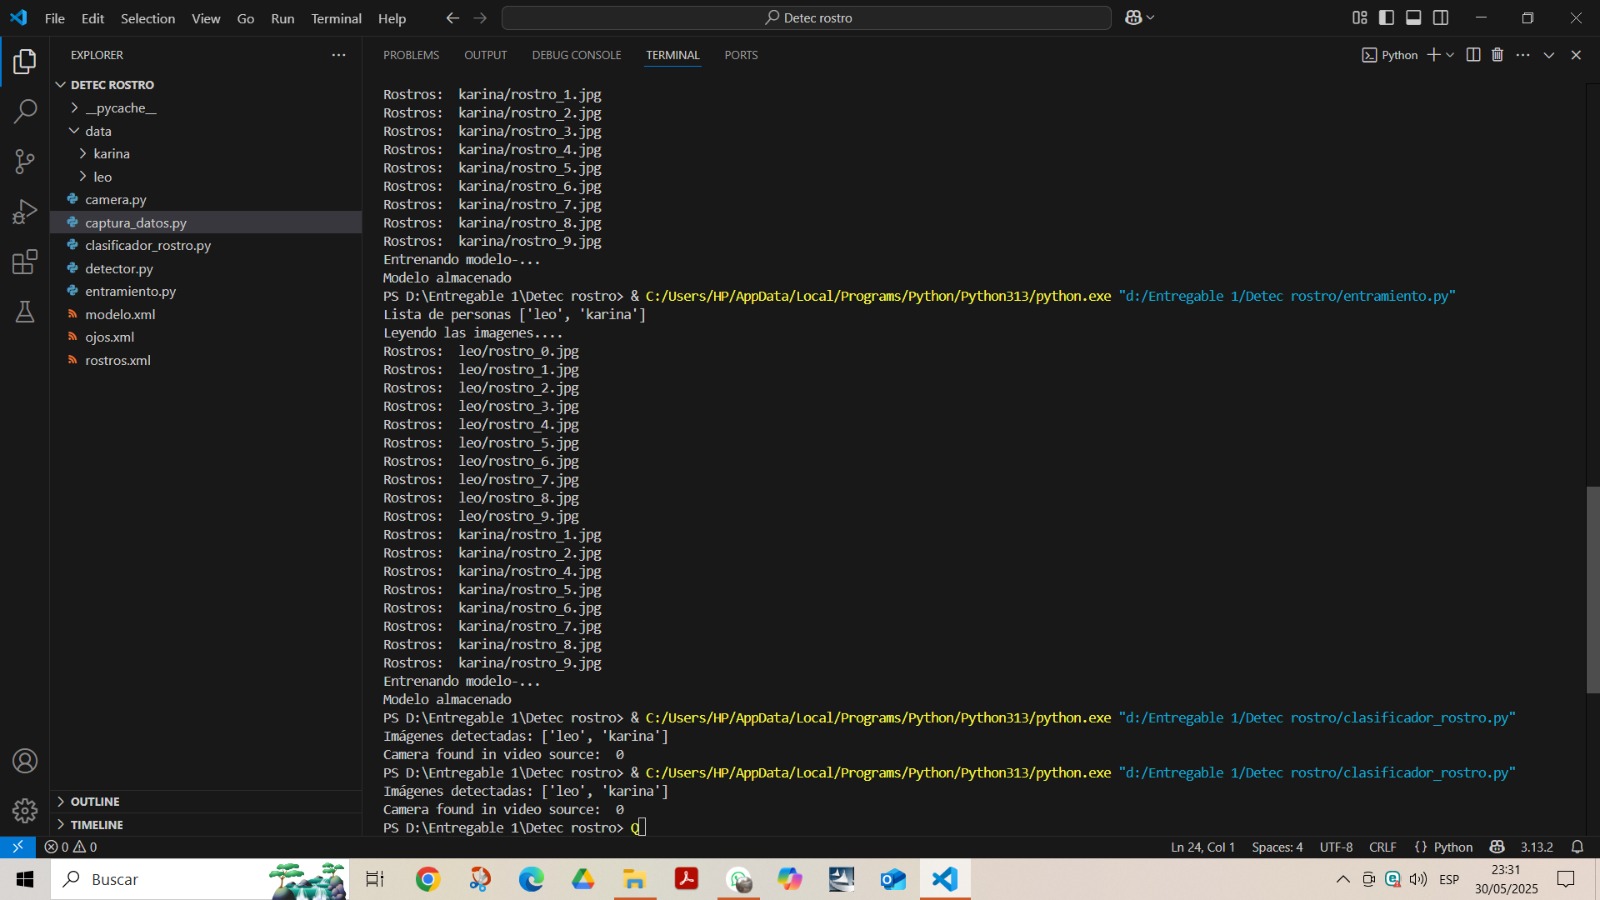 File Edit Selection View Go Run Terminal Help
Detec rostro
EXPLORER
DETEC ROSTRO
__pycache__
data
karina
leo
camera.py
captura_datos.py
clasificador_rostro.py
detector.py
entramiento.py
modelo.xml
ojos.xml
rostros.xml
OUTLINE
TIMELINE
PROBLEMS OUTPUT DEBUG CONSOLE TERMINAL PORTS
Python
Rostros:  karina/rostro_1.jpg
Rostros:  karina/rostro_2.jpg
Rostros:  karina/rostro_3.jpg
Rostros:  karina/rostro_4.jpg
Rostros:  karina/rostro_5.jpg
Rostros:  karina/rostro_6.jpg
Rostros:  karina/rostro_7.jpg
Rostros:  karina/rostro_8.jpg
Rostros:  karina/rostro_9.jpg
Entrenando modelo-...
Modelo almacenado
PS D:\Entregable 1\Detec rostro> & C:/Users/HP/AppData/Local/Programs/Python/Python313/python.exe "d:/Entregable 1/Detec rostro/entramiento.py"
Lista de personas ['leo', 'karina']
Leyendo las imagenes....
Rostros:  leo/rostro_0.jpg
Rostros:  leo/rostro_1.jpg
Rostros:  leo/rostro_2.jpg
Rostros:  leo/rostro_3.jpg
Rostros:  leo/rostro_4.jpg
Rostros:  leo/rostro_5.jpg
Rostros:  leo/rostro_6.jpg
Rostros:  leo/rostro_7.jpg
Rostros:  leo/rostro_8.jpg
Rostros:  leo/rostro_9.jpg
Rostros:  karina/rostro_1.jpg
Rostros:  karina/rostro_2.jpg
Rostros:  karina/rostro_4.jpg
Rostros:  karina/rostro_5.jpg
Rostros:  karina/rostro_6.jpg
Rostros:  karina/rostro_7.jpg
Rostros:  karina/rostro_8.jpg
Rostros:  karina/rostro_9.jpg
Entrenando modelo-...
Modelo almacenado
PS D:\Entregable 1\Detec rostro> & C:/Users/HP/AppData/Local/Programs/Python/Python313/python.exe "d:/Entregable 1/Detec rostro/clasificador_rostro.py"
Imágenes detectadas: ['leo', 'karina']
Camera found in video source:  0
PS D:\Entregable 1\Detec rostro> & C:/Users/HP/AppData/Local/Programs/Python/Python313/python.exe "d:/Entregable 1/Detec rostro/clasificador_rostro.py"
Imágenes detectadas: ['leo', 'karina']
Camera found in video source:  0
PS D:\Entregable 1\Detec rostro> Q
0 0
Ln 24, Col 1 Spaces: 4 UTF-8 CRLF {} Python 3.13.2
Buscar
ESP
23:31
30/05/2025